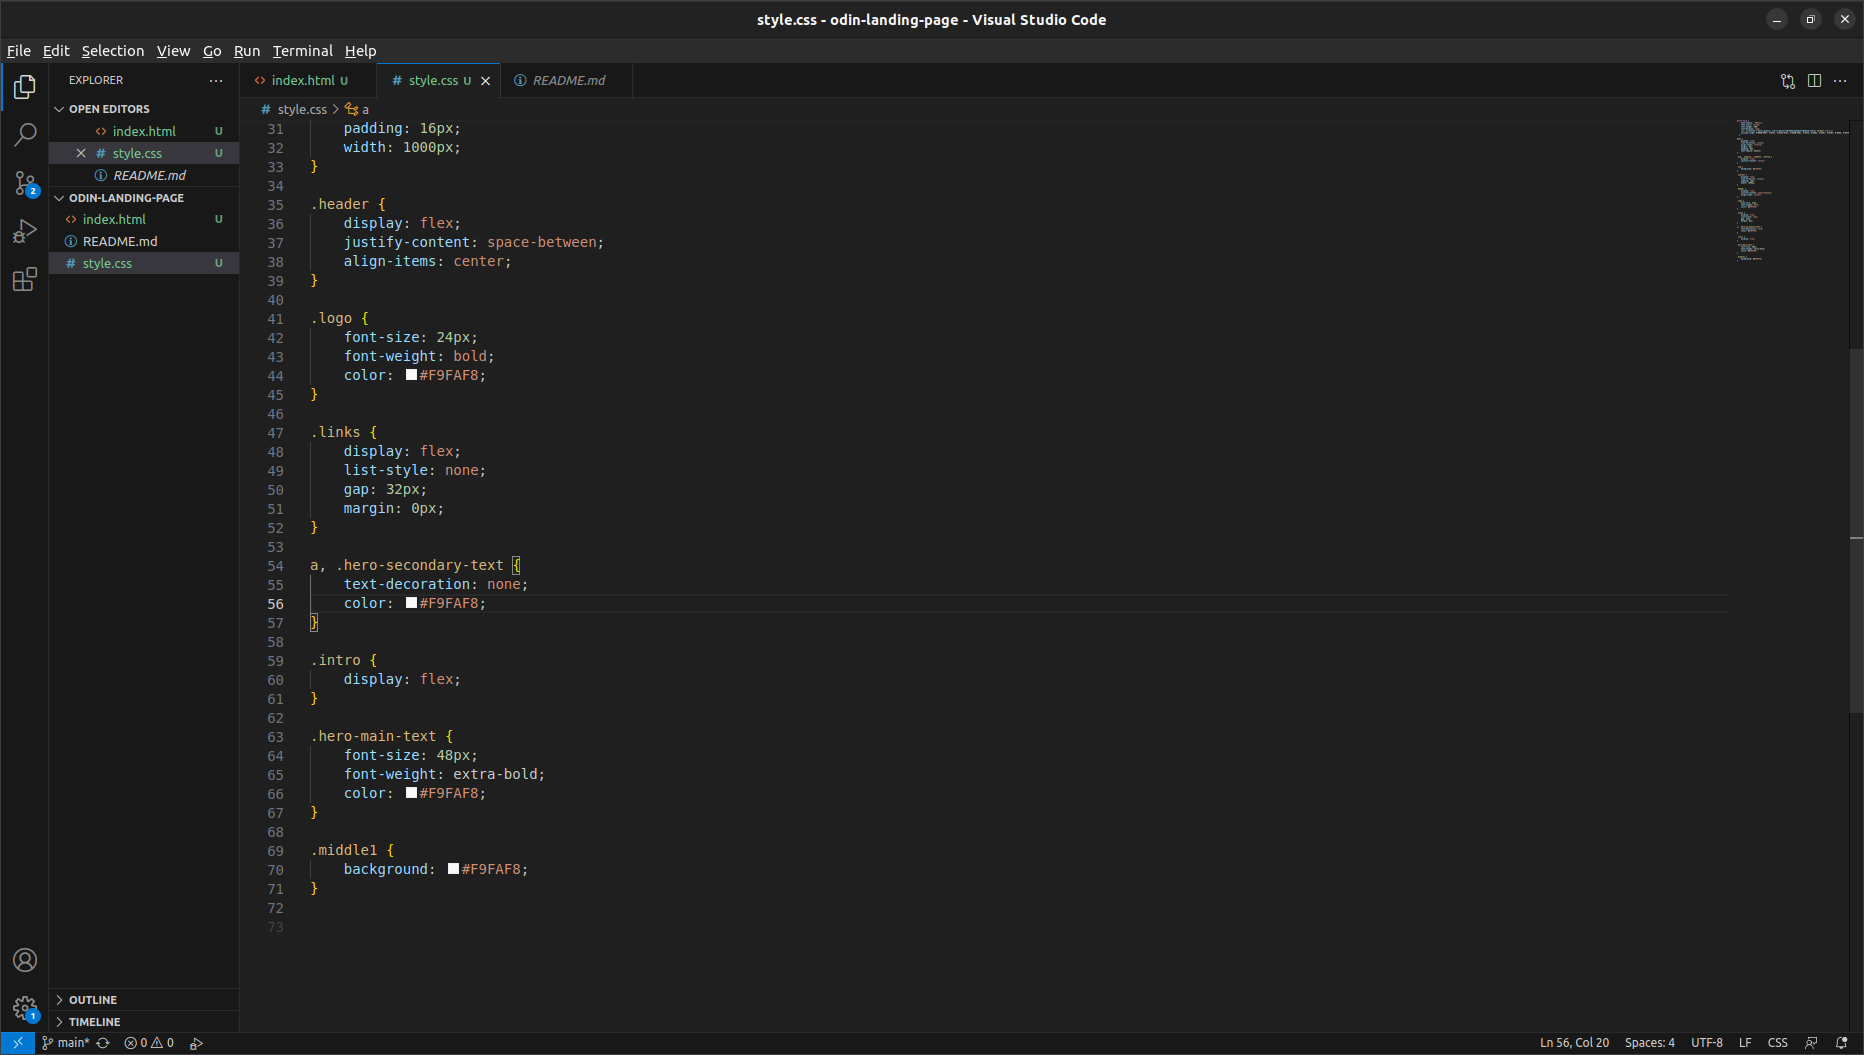 style.css - odin-landing-page - Visual Studio Code
File Edit Selection View Go Run Terminal Help
EXPLORER
index.html U
style.css U
README.md
OPEN EDITORS
index.html U
style.css U
README.md
ODIN-LANDING-PAGE
index.html U
README.md
style.css U
style.css > a
31 padding: 16px;
32 width: 1000px;
33 }
34
35 .header {
36 display: flex;
37 justify-content: space-between;
38 align-items: center;
39 }
40
41 .logo {
42 font-size: 24px;
43 font-weight: bold;
44 color: #F9FAF8;
45 }
46
47 .links {
48 display: flex;
49 list-style: none;
50 gap: 32px;
51 margin: 0px;
52 }
53
54 a, .hero-secondary-text {
55 text-decoration: none;
56 color: #F9FAF8;
57 }
58
59 .intro {
60 display: flex;
61 }
62
63 .hero-main-text {
64 font-size: 48px;
65 font-weight: extra-bold;
66 color: #F9FAF8;
67 }
68
69 .middle1 {
70 background: #F9FAF8;
71 }
72
73
2
1
OUTLINE
TIMELINE
main* 0 0 Ln 56, Col 20 Spaces: 4 UTF-8 LF CSS